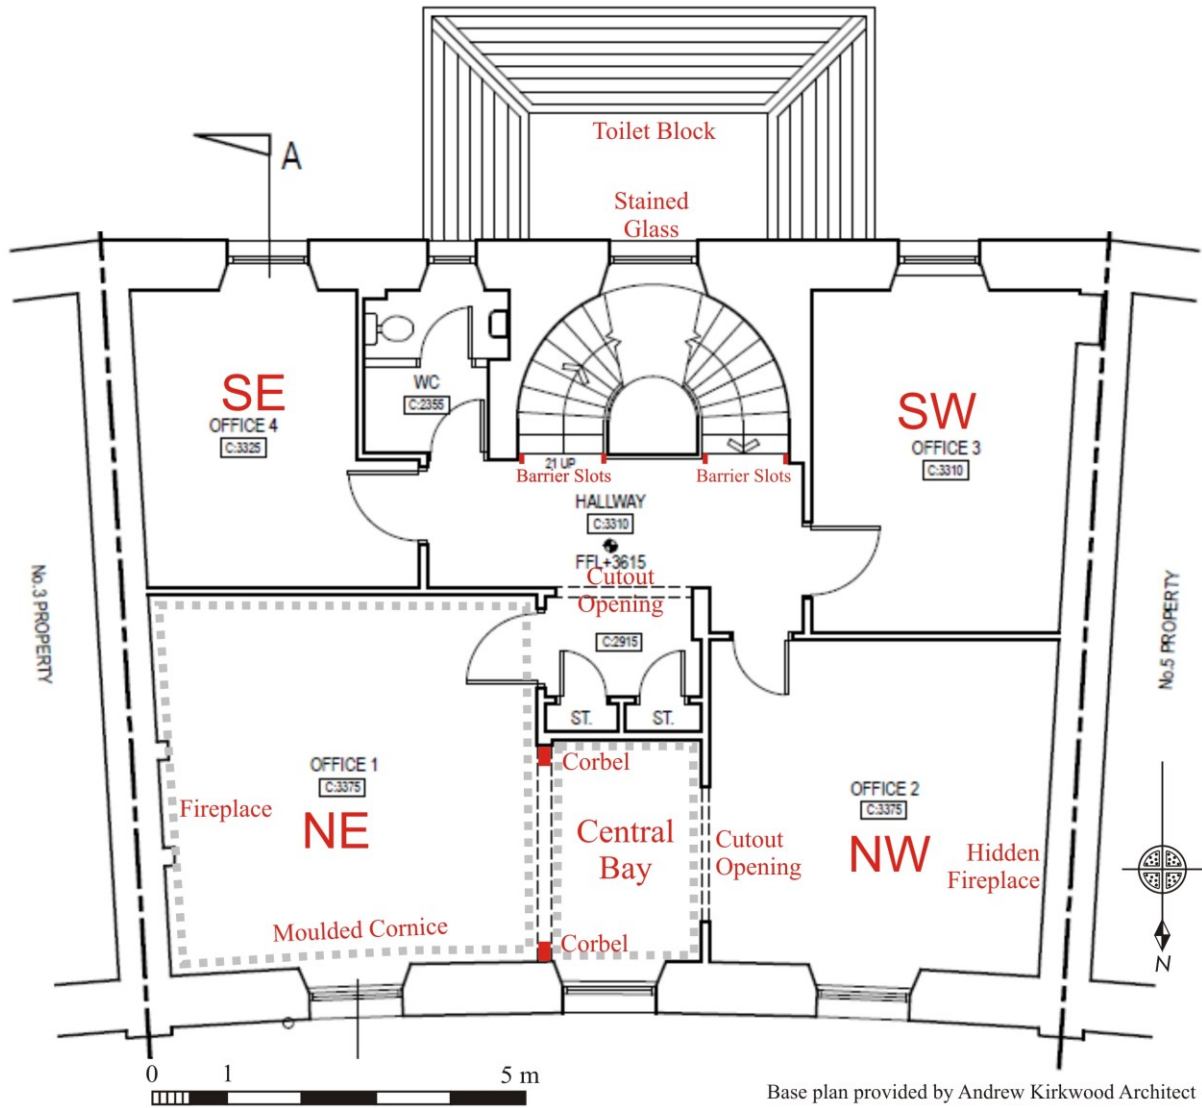 Toilet Block
A
Stained
Glass
SE
OFFICE 4
C:3325
WC
C:2355
SW
OFFICE 3
C:3310
21 UP
Barrier Slots
Barrier Slots
HALLWAY
C:3310
FFL+3615
Cutout
Opening
C:2915
No.3 PROPERTY
No.5 PROPERTY
ST.
ST.
OFFICE 1
C:3375
Fireplace
NE
Corbel
Central
Bay
Cutout
Opening
OFFICE 2
C:3375
NW
Hidden
Fireplace
Moulded Cornice
Corbel
N
0 1 5 m
Base plan provided by Andrew Kirkwood Architect